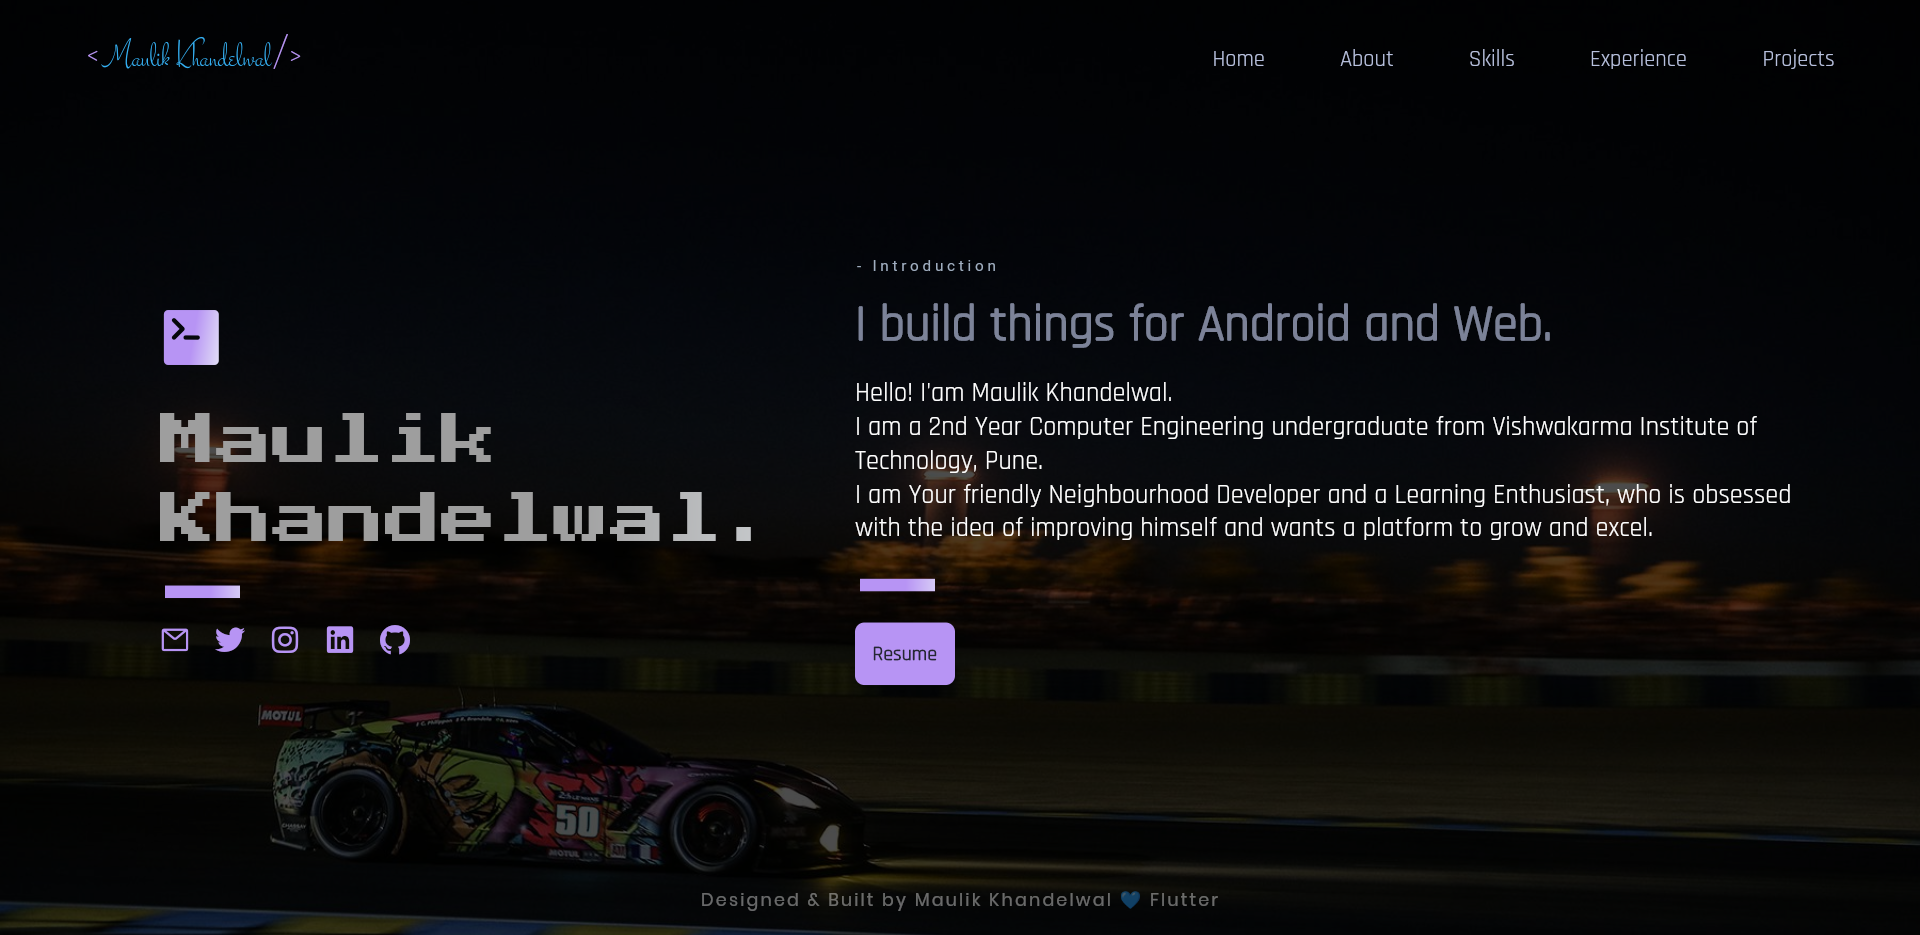 < Maulik Khandelwal/>
Home About Skills Experience Projects
- Introduction
I build things for Android and Web.
Maulik
Khandelwal.
Hello! I'am Maulik Khandelwal.
I am a 2nd Year Computer Engineering undergraduate from Vishwakarma Institute of
Technology, Pune.
I am Your friendly Neighbourhood Developer and a Learning Enthusiast, who is obsessed
with the idea of improving himself and wants a platform to grow and excel.
Resume
MOTUL
50
MOTUL
Designed & Built by Maulik Khandelwal 💙 Flutter